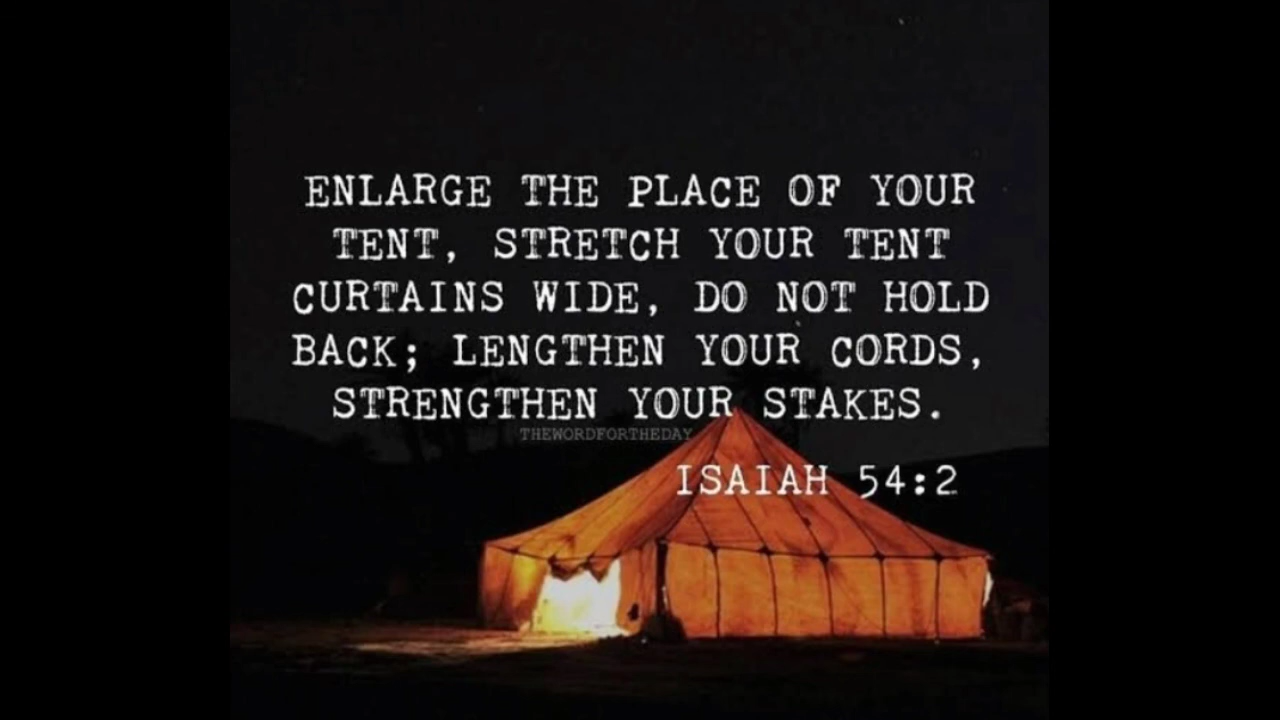 ENLARGE THE PLACE OF YOUR
TENT, STRETCH YOUR TENT
CURTAINS WIDE, DO NOT HOLD
BACK; LENGTHEN YOUR CORDS,
STRENGTHEN YOUR STAKES.
THEWORDFORTHEDAY
ISAIAH 54:2